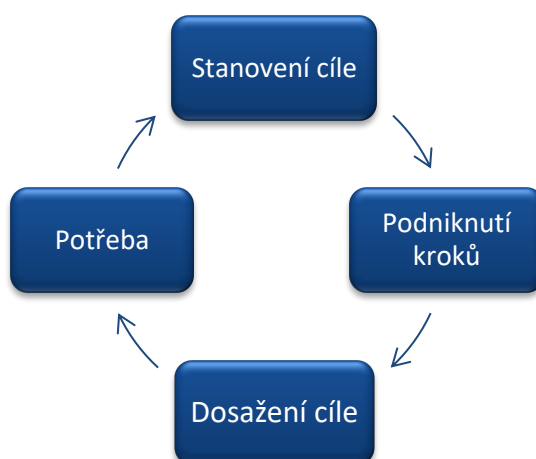 Stanovení cíle
Podniknutí
kroků
Dosažení cíle
Potřeba